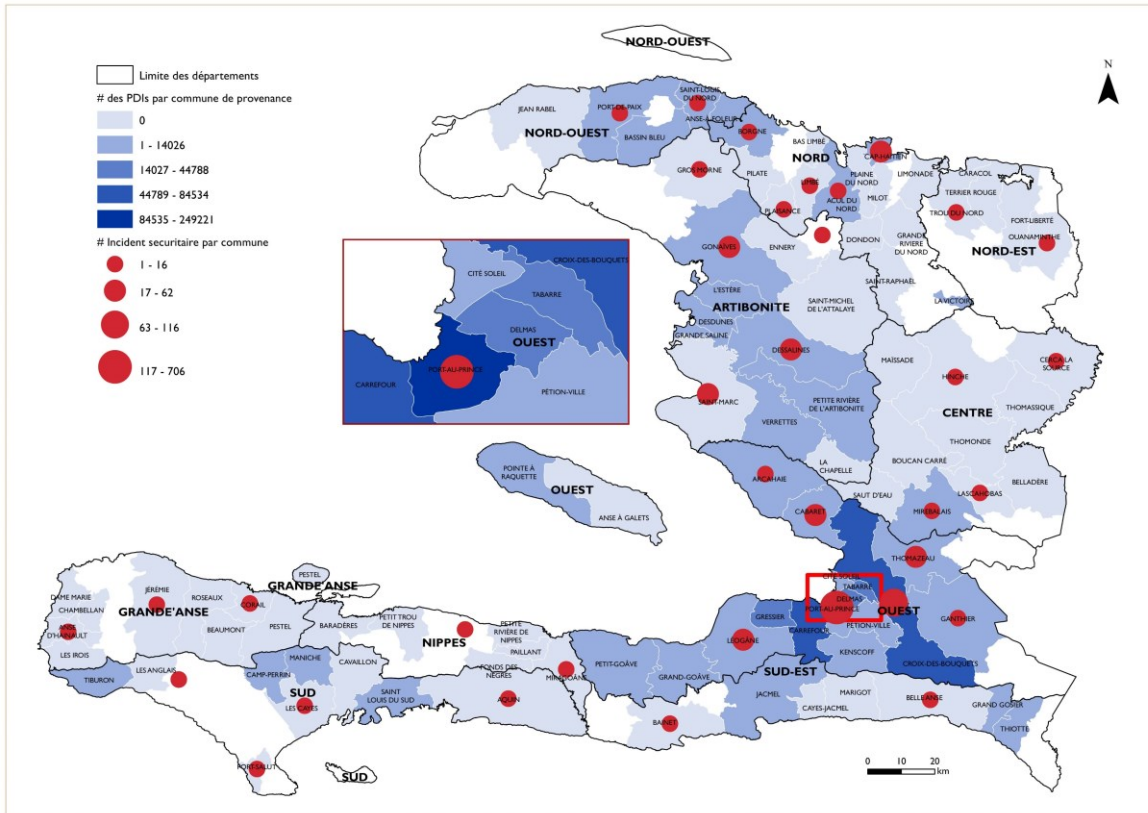 Limite des départements
# des PDIs par commune de provenance
0
1 - 14026
14027 - 44788
44789 - 84534
84535 - 249221
# Incident securitaire par commune
1 - 16
17 - 62
63 - 116
117 - 706
N
NORD-OUEST
JEAN RABEL
PORT-DE-PAIX
SAINT-LOUIS
DU NORD
ANSE-À-FOLEUR
BASSIN BLEU
NORD-OUEST
BORGNE
BAS LIMBÉ
NORD
CAP-HAÏTIEN
GROS MORNE
PILATE
LIMBÉ
PLAINE
DU NORD
ACUL DU
NORD
PLAISANCE
MILOT
LIMONADE
CARACOL
TERRIER ROUGE
TROU DU NORD
FORT-LIBERTÉ
OUANAMINTHE
NORD-EST
GONAÏVES
ENNERY
DONDON
GRANDE
RIVIÈRE
DU NORD
SAINT-RAPHAËL
LA VICTOIRE
L'ESTÈRE
ARTIBONITE
SAINT-MICHEL
DE L'ATTALAYE
DESDUNES
GRANDE SALINE
DESSALINES
SAINT-MARC
PETITE RIVIÈRE
DE L'ARTIBONITE
VERRETTES
LA
CHAPELLE
MAÏSSADE
CERCA LA
SOURCE
HINCHE
CENTRE
THOMASSIQUE
THOMONDE
BOUCAN CARRÉ
LASCAHOBAS
BELLADÈRE
SAUT D'EAU
MIREBALAIS
CITÉ SOLEIL
CROIX-DES-BOUQUETS
TABARRE
DELMAS
OUEST
PORT-AU-PRINCE
CARREFOUR
PÉTION-VILLE
POINTE À
RAQUETTE
OUEST
ANSE À GALETS
ARCAHAIE
CABARET
THOMAZEAU
CITÉ SOLEIL
TABARRE
DELMAS
PORT-AU-PRINCE
OUEST
CARREFOUR
PÉTION-VILLE
GANTHIER
KENSCOFF
CROIX-DES-BOUQUETS
GRESSIER
LÉOGÂNE
PETIT-GOÂVE
GRAND-GOÂVE
SUD-EST
JACMEL
BAINET
CAYES-JACMEL
MARIGOT
BELLE ANSE
GRAND GOSIER
THIOTTE
PESTEL
GRANDE'ANSE
DAME MARIE
JÉRÉMIE
ROSEAUX
CORAIL
CHAMBELLAN
GRANDE'ANSE
ANSE
D'HAINAULT
BEAUMONT
PESTEL
LES IROIS
BARADÈRES
PETIT TROU
DE NIPPES
PETITE
RIVIÈRE DE
NIPPES
NIPPES
PAILLANT
FONDS DES
NÈGRES
MIRAGOÂNE
TIBURON
LES ANGLAIS
MANICHE
CAVAILLON
CAMP-PERRIN
SUD
LES CAYES
SAINT
LOUIS DU SUD
AQUIN
PORT-SALUT
SUD
0 10 20
km